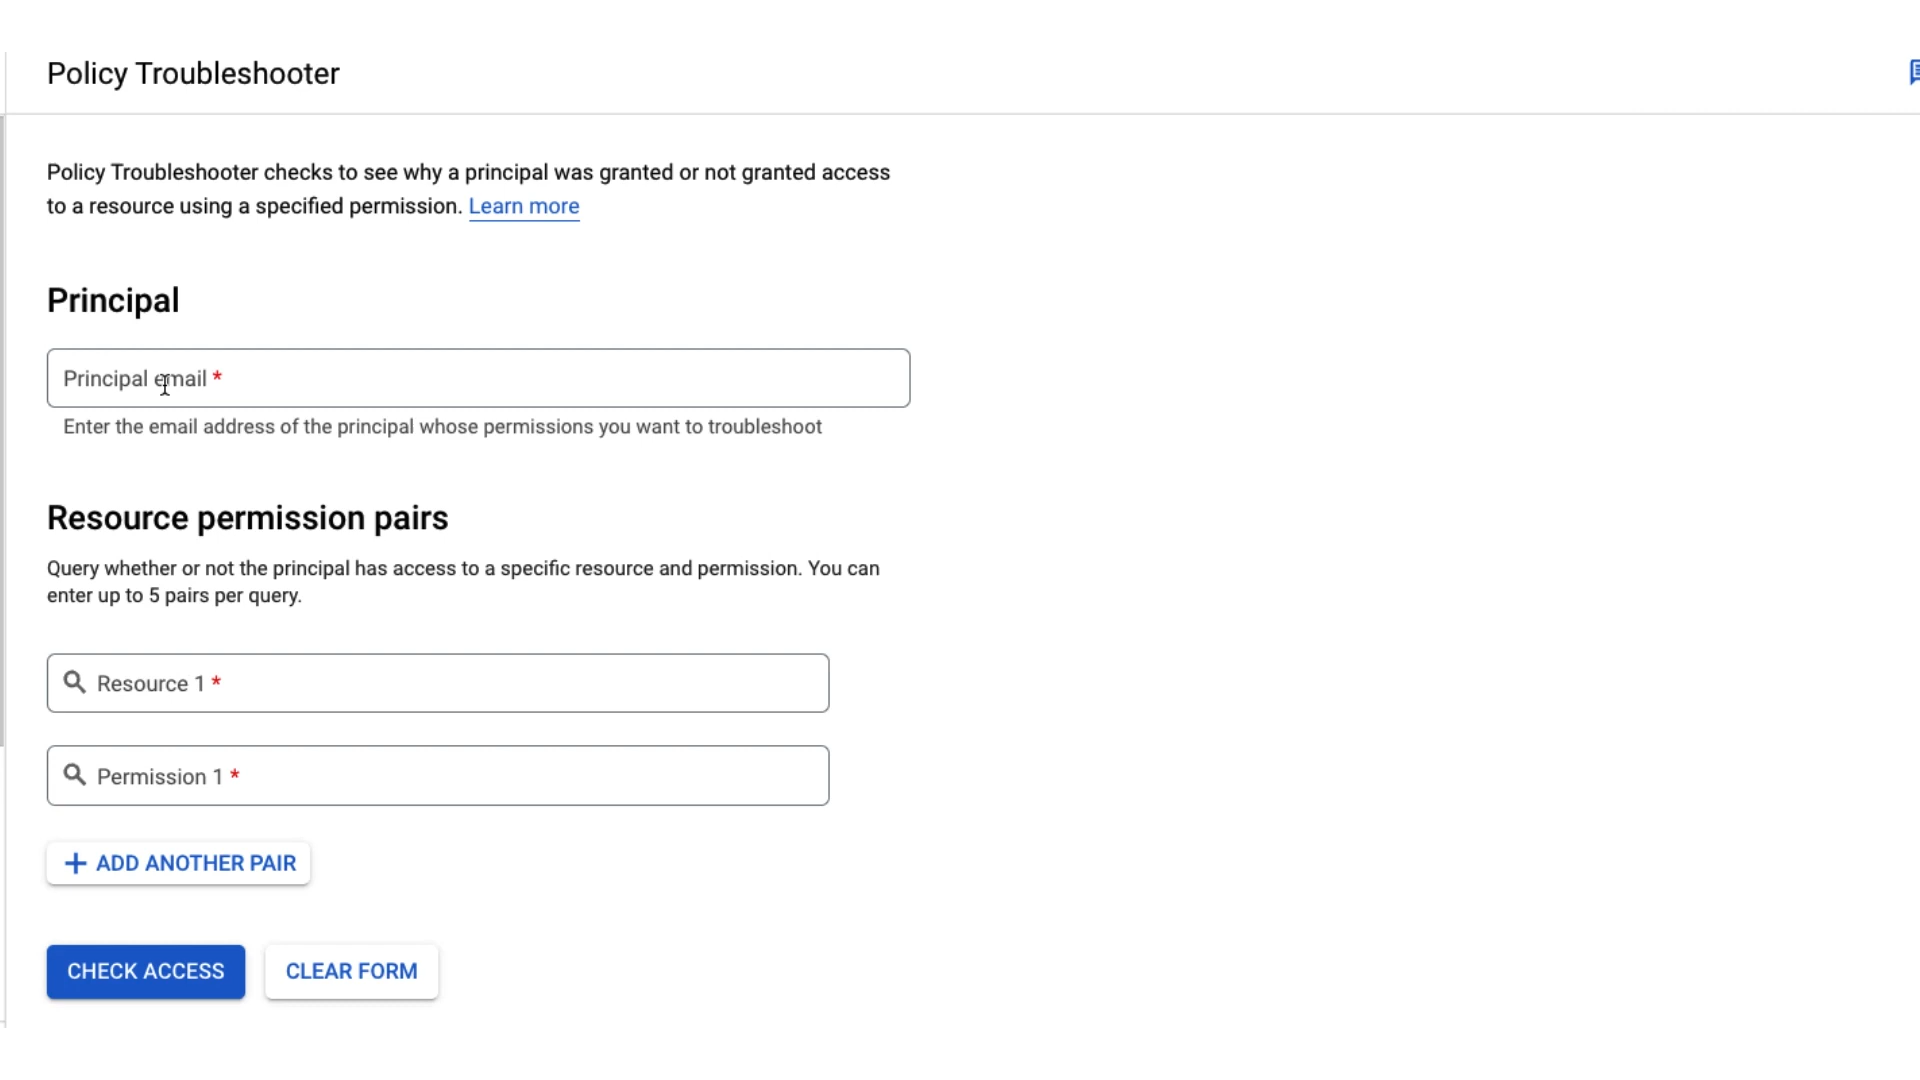 Policy Troubleshooter
Policy Troubleshooter checks to see why a principal was granted or not granted access
to a resource using a specified permission. Learn more
Principal
Principal email *
Enter the email address of the principal whose permissions you want to troubleshoot
Resource permission pairs
Query whether or not the principal has access to a specific resource and permission. You can
enter up to 5 pairs per query.
Resource 1 *
Permission 1 *
+ ADD ANOTHER PAIR
CHECK ACCESS CLEAR FORM